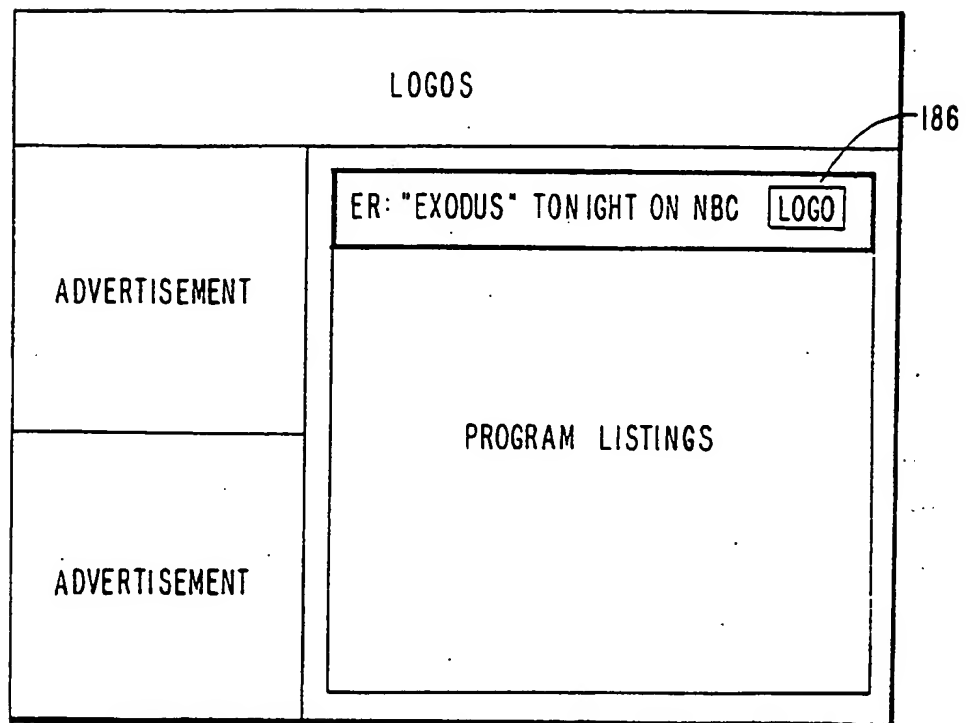 LOGOS
186
ER: "EXODUS" TONIGHT ON NBC LOGO
ADVERTISEMENT
PROGRAM LISTINGS
ADVERTISEMENT